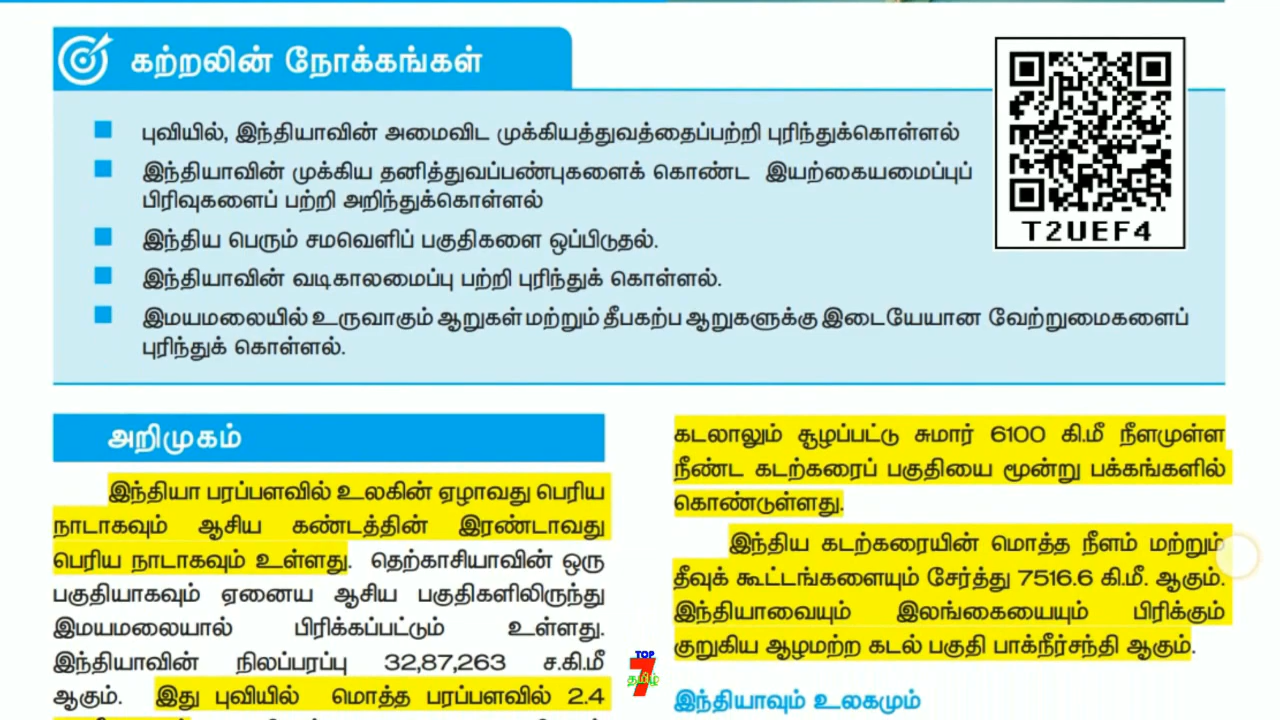 கற்றலின் நோக்கங்கள்
புவியில், இந்தியாவின் அமைவிட முக்கியத்துவத்தைப்பற்றி புரிந்துக்கொள்ளல்
இந்தியாவின் முக்கிய தனித்துவப்பண்புகளைக் கொண்ட இயற்கையமைப்புப்
பிரிவுகளைப் பற்றி அறிந்துக்கொள்ளல்
இந்திய பெரும் சமவெளிப் பகுதிகளை ஒப்பிடுதல்.
இந்தியாவின் வடிகாலமைப்பு பற்றி புரிந்துக் கொள்ளல்.
இமயமலையில் உருவாகும் ஆறுகள் மற்றும் தீபகற்ப ஆறுகளுக்கு இடையேயான வேற்றுமைகளைப்
புரிந்துக் கொள்ளல்.
T2UEF4
அறிமுகம்
இந்தியா பரப்பளவில் உலகின் ஏழாவது பெரிய
நாடாகவும் ஆசிய கண்டத்தின் இரண்டாவது
பெரிய நாடாகவும் உள்ளது. தெற்காசியாவின் ஒரு
பகுதியாகவும் ஏனைய ஆசிய பகுதிகளிலிருந்து
இமயமலையால் பிரிக்கப்பட்டும் உள்ளது.
இந்தியாவின் நிலப்பரப்பு 32,87,263 ச.கி.மீ
ஆகும். இது புவியில் மொத்த பரப்பளவில் 2.4
கடலாலும் சூழப்பட்டு சுமார் 6100 கி.மீ நீளமுள்ள
நீண்ட கடற்கரைப் பகுதியை மூன்று பக்கங்களில்
கொண்டுள்ளது.
இந்திய கடற்கரையின் மொத்த நீளம் மற்றும்
தீவுக் கூட்டங்களையும் சேர்த்து 7516.6 கி.மீ. ஆகும்.
இந்தியாவையும் இலங்கையையும் பிரிக்கும்
குறுகிய ஆழமற்ற கடல் பகுதி பாக்நீர்சந்தி ஆகும்.
இந்தியாவும் உலகமும்
TOP
7
தமிழ்